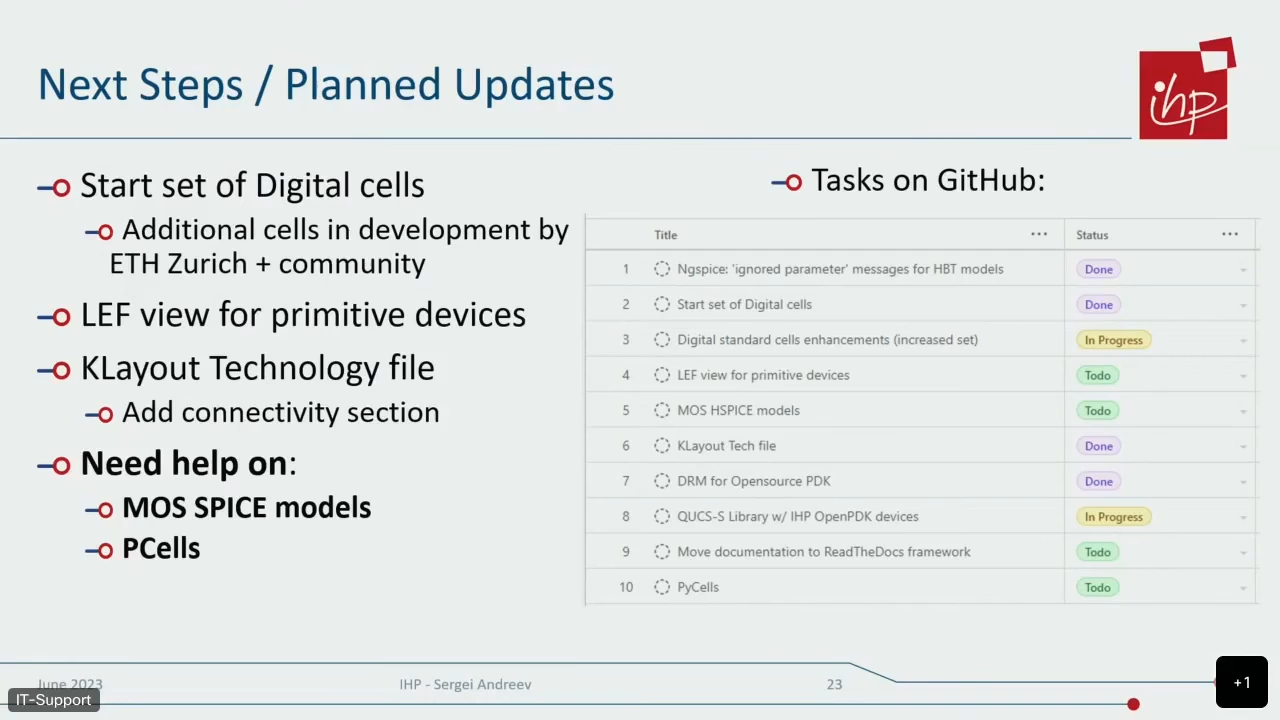 Next Steps / Planned Updates
ihp
Start set of Digital cells
Additional cells in development by
ETH Zurich + community
LEF view for primitive devices
KLayout Technology file
Add connectivity section
Need help on:
MOS SPICE models
PCells
Tasks on GitHub:
Title ... Status ...
1 Ngspice: 'ignored parameter' messages for HBT models Done
2 Start set of Digital cells Done
3 Digital standard cells enhancements (increased set) In Progress
4 LEF view for primitive devices Todo
5 MOS HSPICE models Todo
6 KLayout Tech file Done
7 DRM for Opensource PDK Done
8 QUCS-S Library w/ IHP OpenPDK devices In Progress
9 Move documentation to ReadTheDocs framework Todo
10 PyCells Todo
June 2023 IHP - Sergei Andreev 23
IT-Support
+1